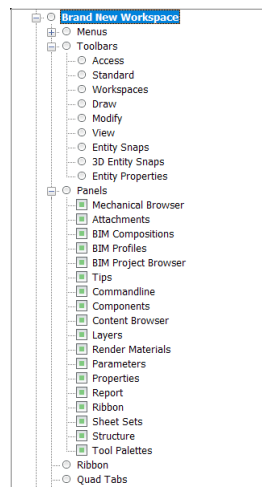 Brand New Workspace
Menus
Toolbars
Access
Standard
Workspaces
Draw
Modify
View
Entity Snaps
3D Entity Snaps
Entity Properties
Panels
Mechanical Browser
Attachments
BIM Compositions
BIM Profiles
BIM Project Browser
Tips
Commandline
Components
Content Browser
Layers
Render Materials
Parameters
Properties
Report
Ribbon
Sheet Sets
Structure
Tool Palettes
Ribbon
Quad Tabs